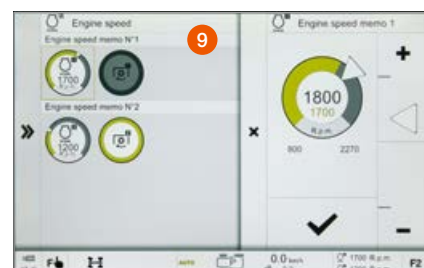 Engine speed
Engine speed memo N°1
1700
R.p.m.
Engine speed memo N°2
1200
R.p.m.
9
Engine speed memo 1
1800
1700
R.p.m.
800
2270
F
AUTO
P
0.0 km/h
1700 R.p.m
1700 R.p.m
F2